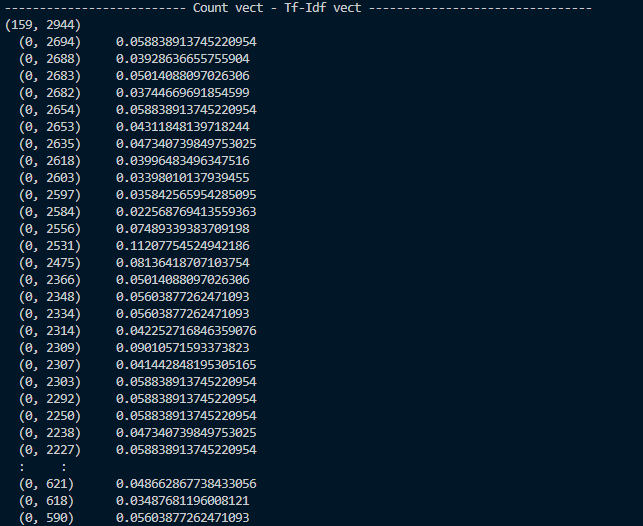 -------------------------- Count vect - Tf-Idf vect --------------------------------
(159, 2944)
  (0, 2694)	0.058838913745220954
  (0, 2688)	0.03928636655755904
  (0, 2683)	0.05014088097026306
  (0, 2682)	0.03744669691854599
  (0, 2654)	0.058838913745220954
  (0, 2653)	0.04311848139718244
  (0, 2635)	0.047340739849753025
  (0, 2618)	0.03996483496347516
  (0, 2603)	0.03398010137939455
  (0, 2597)	0.035842565954285095
  (0, 2584)	0.022568769413559363
  (0, 2556)	0.07489339383709198
  (0, 2531)	0.11207754524942186
  (0, 2475)	0.08136418707103754
  (0, 2366)	0.05014088097026306
  (0, 2348)	0.05603877262471093
  (0, 2334)	0.05603877262471093
  (0, 2314)	0.042252716846359076
  (0, 2309)	0.09010571593373823
  (0, 2307)	0.041442848195305165
  (0, 2303)	0.058838913745220954
  (0, 2292)	0.058838913745220954
  (0, 2250)	0.058838913745220954
  (0, 2238)	0.047340739849753025
  (0, 2227)	0.058838913745220954
  :	:
  (0, 621)	0.048662867738433056
  (0, 618)	0.03487681196008121
  (0, 590)	0.05603877262471093